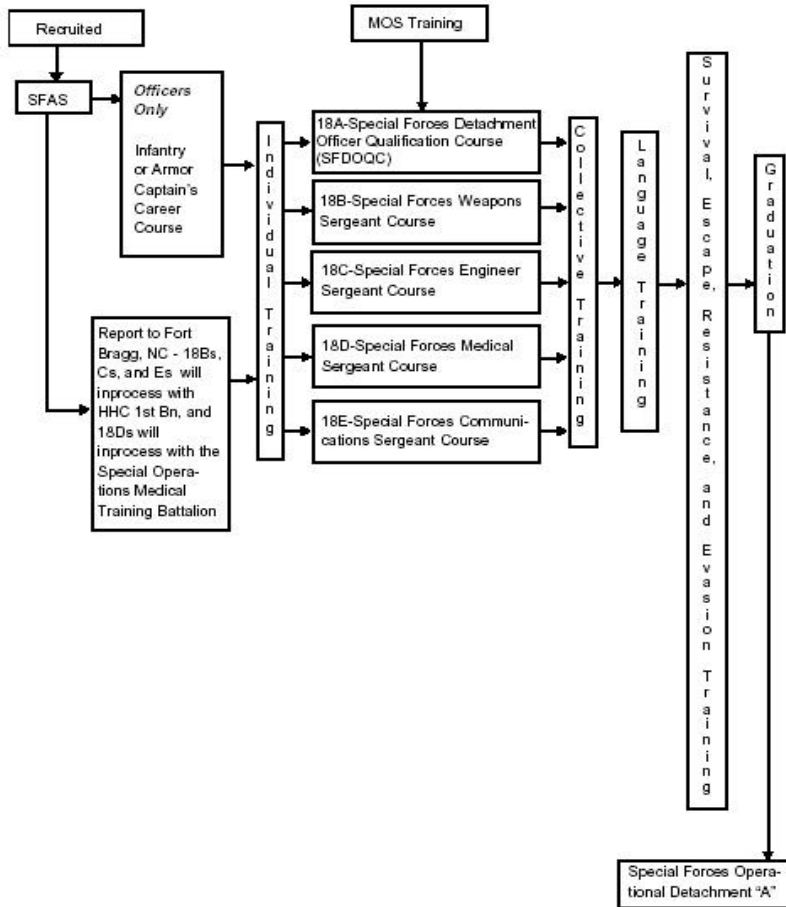 Recruited
SFAS
Officers
Only
Infantry
or Armor
Captain's
Career
Course
Report to Fort
Bragg, NC - 18Bs,
Cs, and Es will
inprocess with
HHC 1st Bn, and
18Ds will
inprocess with the
Special Opera-
tions Medical
Training Battalion
Individual Training
MOS Training
18A-Special Forces Detachment
Officer Qualification Course
(SFDOQC)
18B-Special Forces Weapons
Sergeant Course
18C-Special Forces Engineer
Sergeant Course
18D-Special Forces Medical
Sergeant Course
18E-Special Forces Communi-
cations Sergeant Course
Collective Training
Language Training
Survival, Escape, Resistance, and Evasion Training
Graduation
Special Forces Opera-
tional Detachment "A"